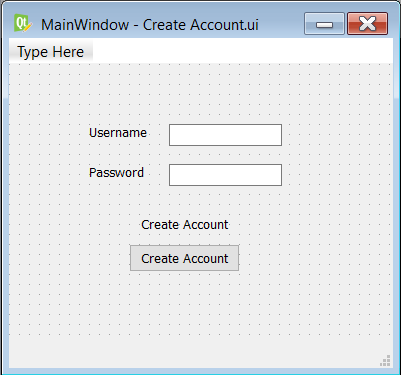 MainWindow - Create Account.ui
Type Here
Username
Password
Create Account
Create Account